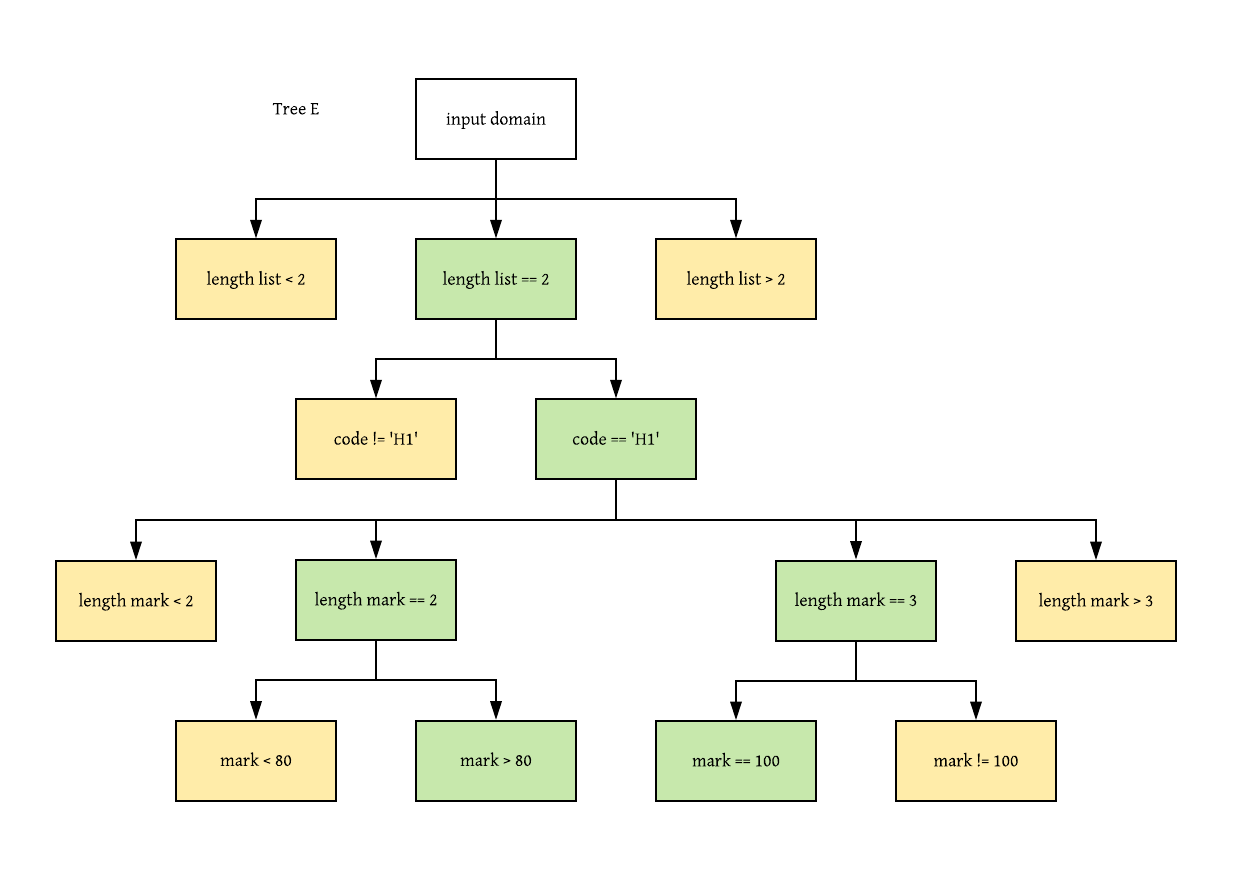 Tree E
input domain
length list < 2
length list == 2
length list > 2
code != 'H1'
code == 'H1'
length mark < 2
length mark == 2
length mark == 3
length mark > 3
mark < 80
mark > 80
mark == 100
mark != 100